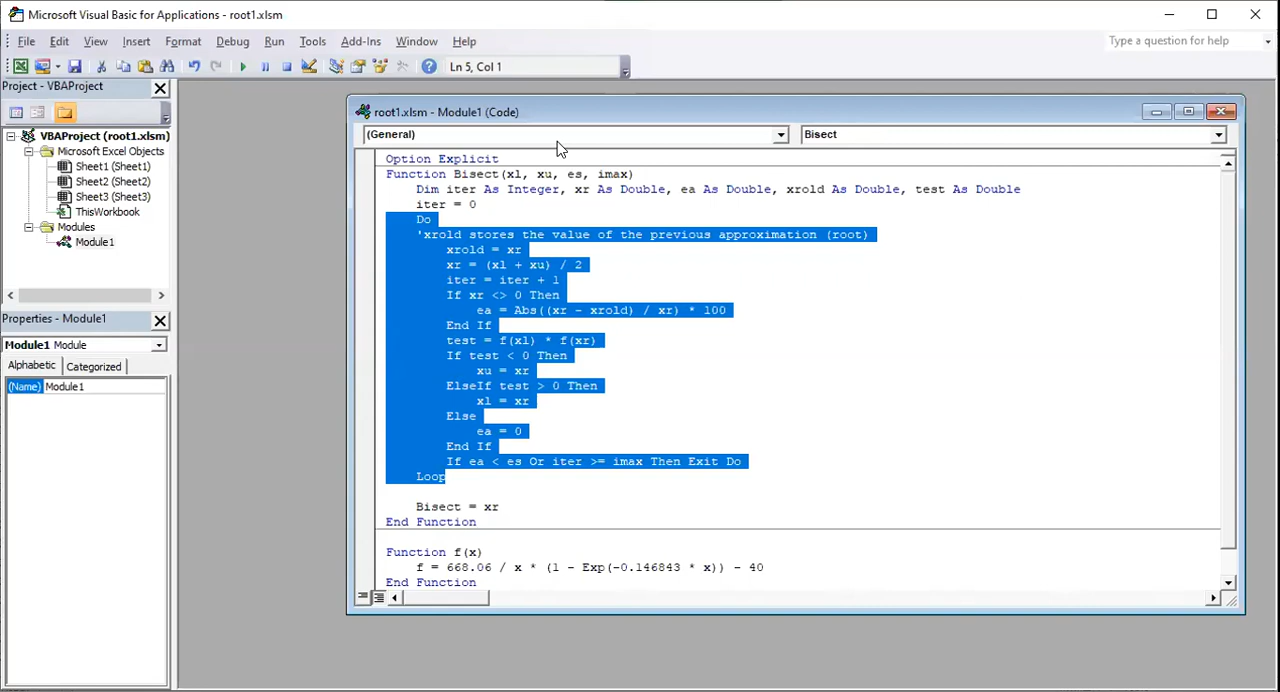 Microsoft Visual Basic for Applications - root1.xlsm
File Edit View Insert Format Debug Run Tools Add-Ins Window Help
Type a question for help
Ln 5, Col 1
Project - VBAProject
VBAProject (root1.xlsm)
Microsoft Excel Objects
Sheet1 (Sheet1)
Sheet2 (Sheet2)
Sheet3 (Sheet3)
ThisWorkbook
Modules
Module1
Properties - Module1
Module1 Module
Alphabetic Categorized
(Name) Module1
root1.xlsm - Module1 (Code)
(General) Bisect
Option Explicit
Function Bisect(xl, xu, es, imax)
Dim iter As Integer, xr As Double, ea As Double, xrold As Double, test As Double
iter = 0
Do
'xrold stores the value of the previous approximation (root)
xrold = xr
xr = (xl + xu) / 2
iter = iter + 1
If xr <> 0 Then
ea = Abs((xr - xrold) / xr) * 100
End If
test = f(xl) * f(xr)
If test < 0 Then
xu = xr
ElseIf test > 0 Then
xl = xr
Else
ea = 0
End If
If ea < es Or iter >= imax Then Exit Do
Loop
Bisect = xr
End Function
Function f(x)
f = 668.06 / x * (1 - Exp(-0.146843 * x)) - 40
End Function